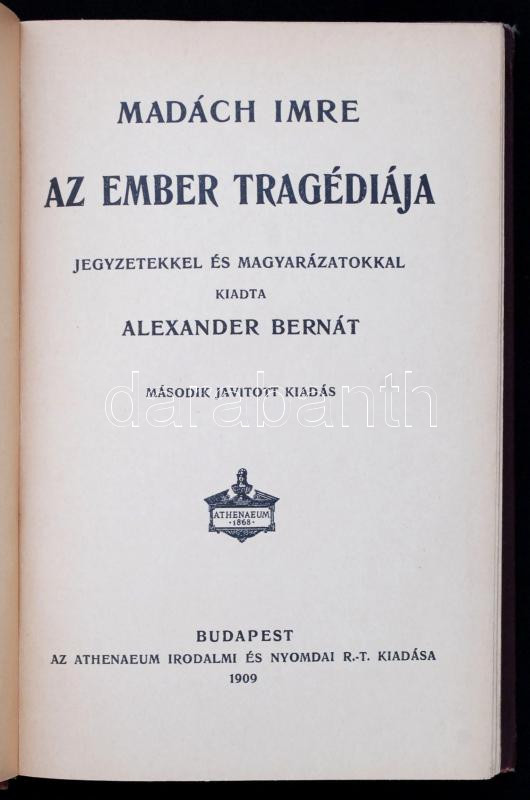 MADÁCH IMRE
AZ EMBER TRAGÉDIÁJA
JEGYZETEKKEL ÉS MAGYARÁZATOKKAL
KIADTA
ALEXANDER BERNÁT
MÁSODIK JAVITOTT KIADÁS
darabanth
ATHENAEUM
·1868·
BUDAPEST
AZ ATHENAEUM IRODALMI ÉS NYOMDAI R.-T. KIADÁSA
1909